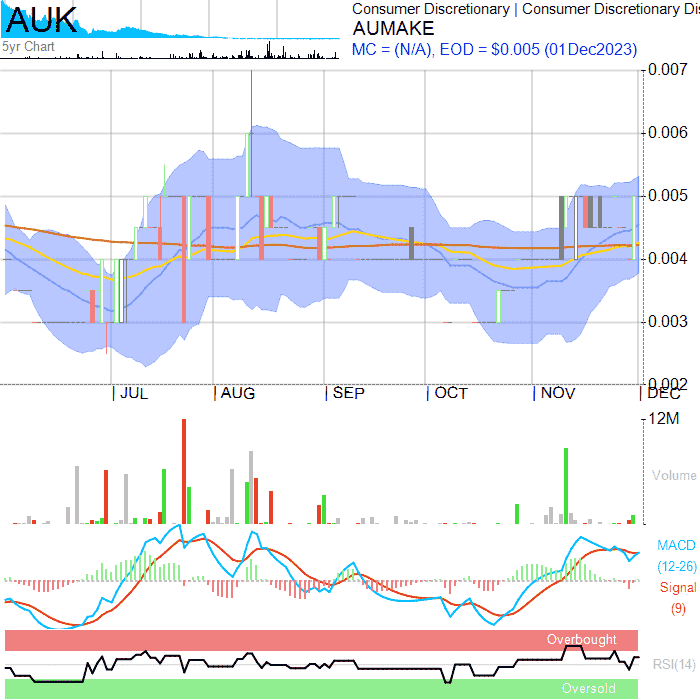 AUK
5yr Chart
Consumer Discretionary | Consumer Discretionary Dis
AUMAKE
MC = (N/A), EOD = $0.005 (01Dec2023)
0.007
0.006
0.005
0.004
0.003
0.002
JUL AUG SEP OCT NOV DEC
12M
Volume
MACD
(12-26)
Signal
(9)
Overbought
RSI(14)
Oversold